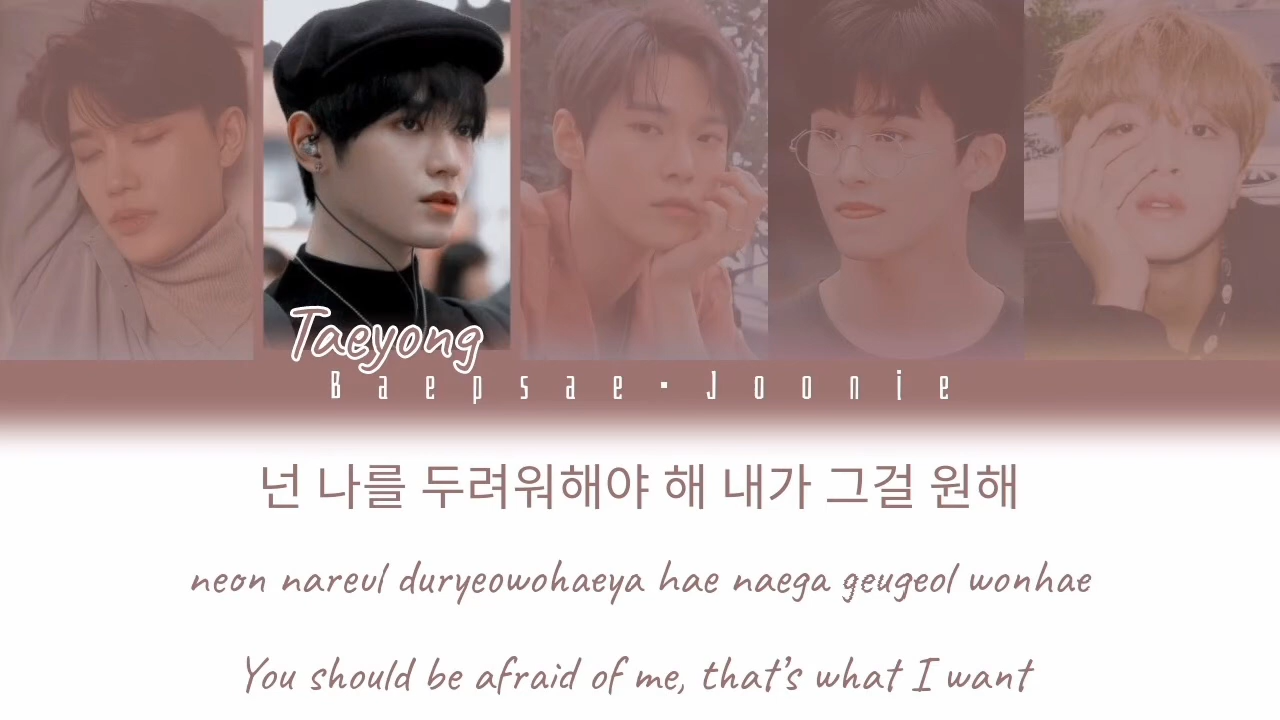 Taeyong
Baepsae·Joonie
넌 나를 두려워해야 해 내가 그걸 원해
neon nareul duryeowohaeya hae naega geugeol wonhae
You should be afraid of me, that's what I want